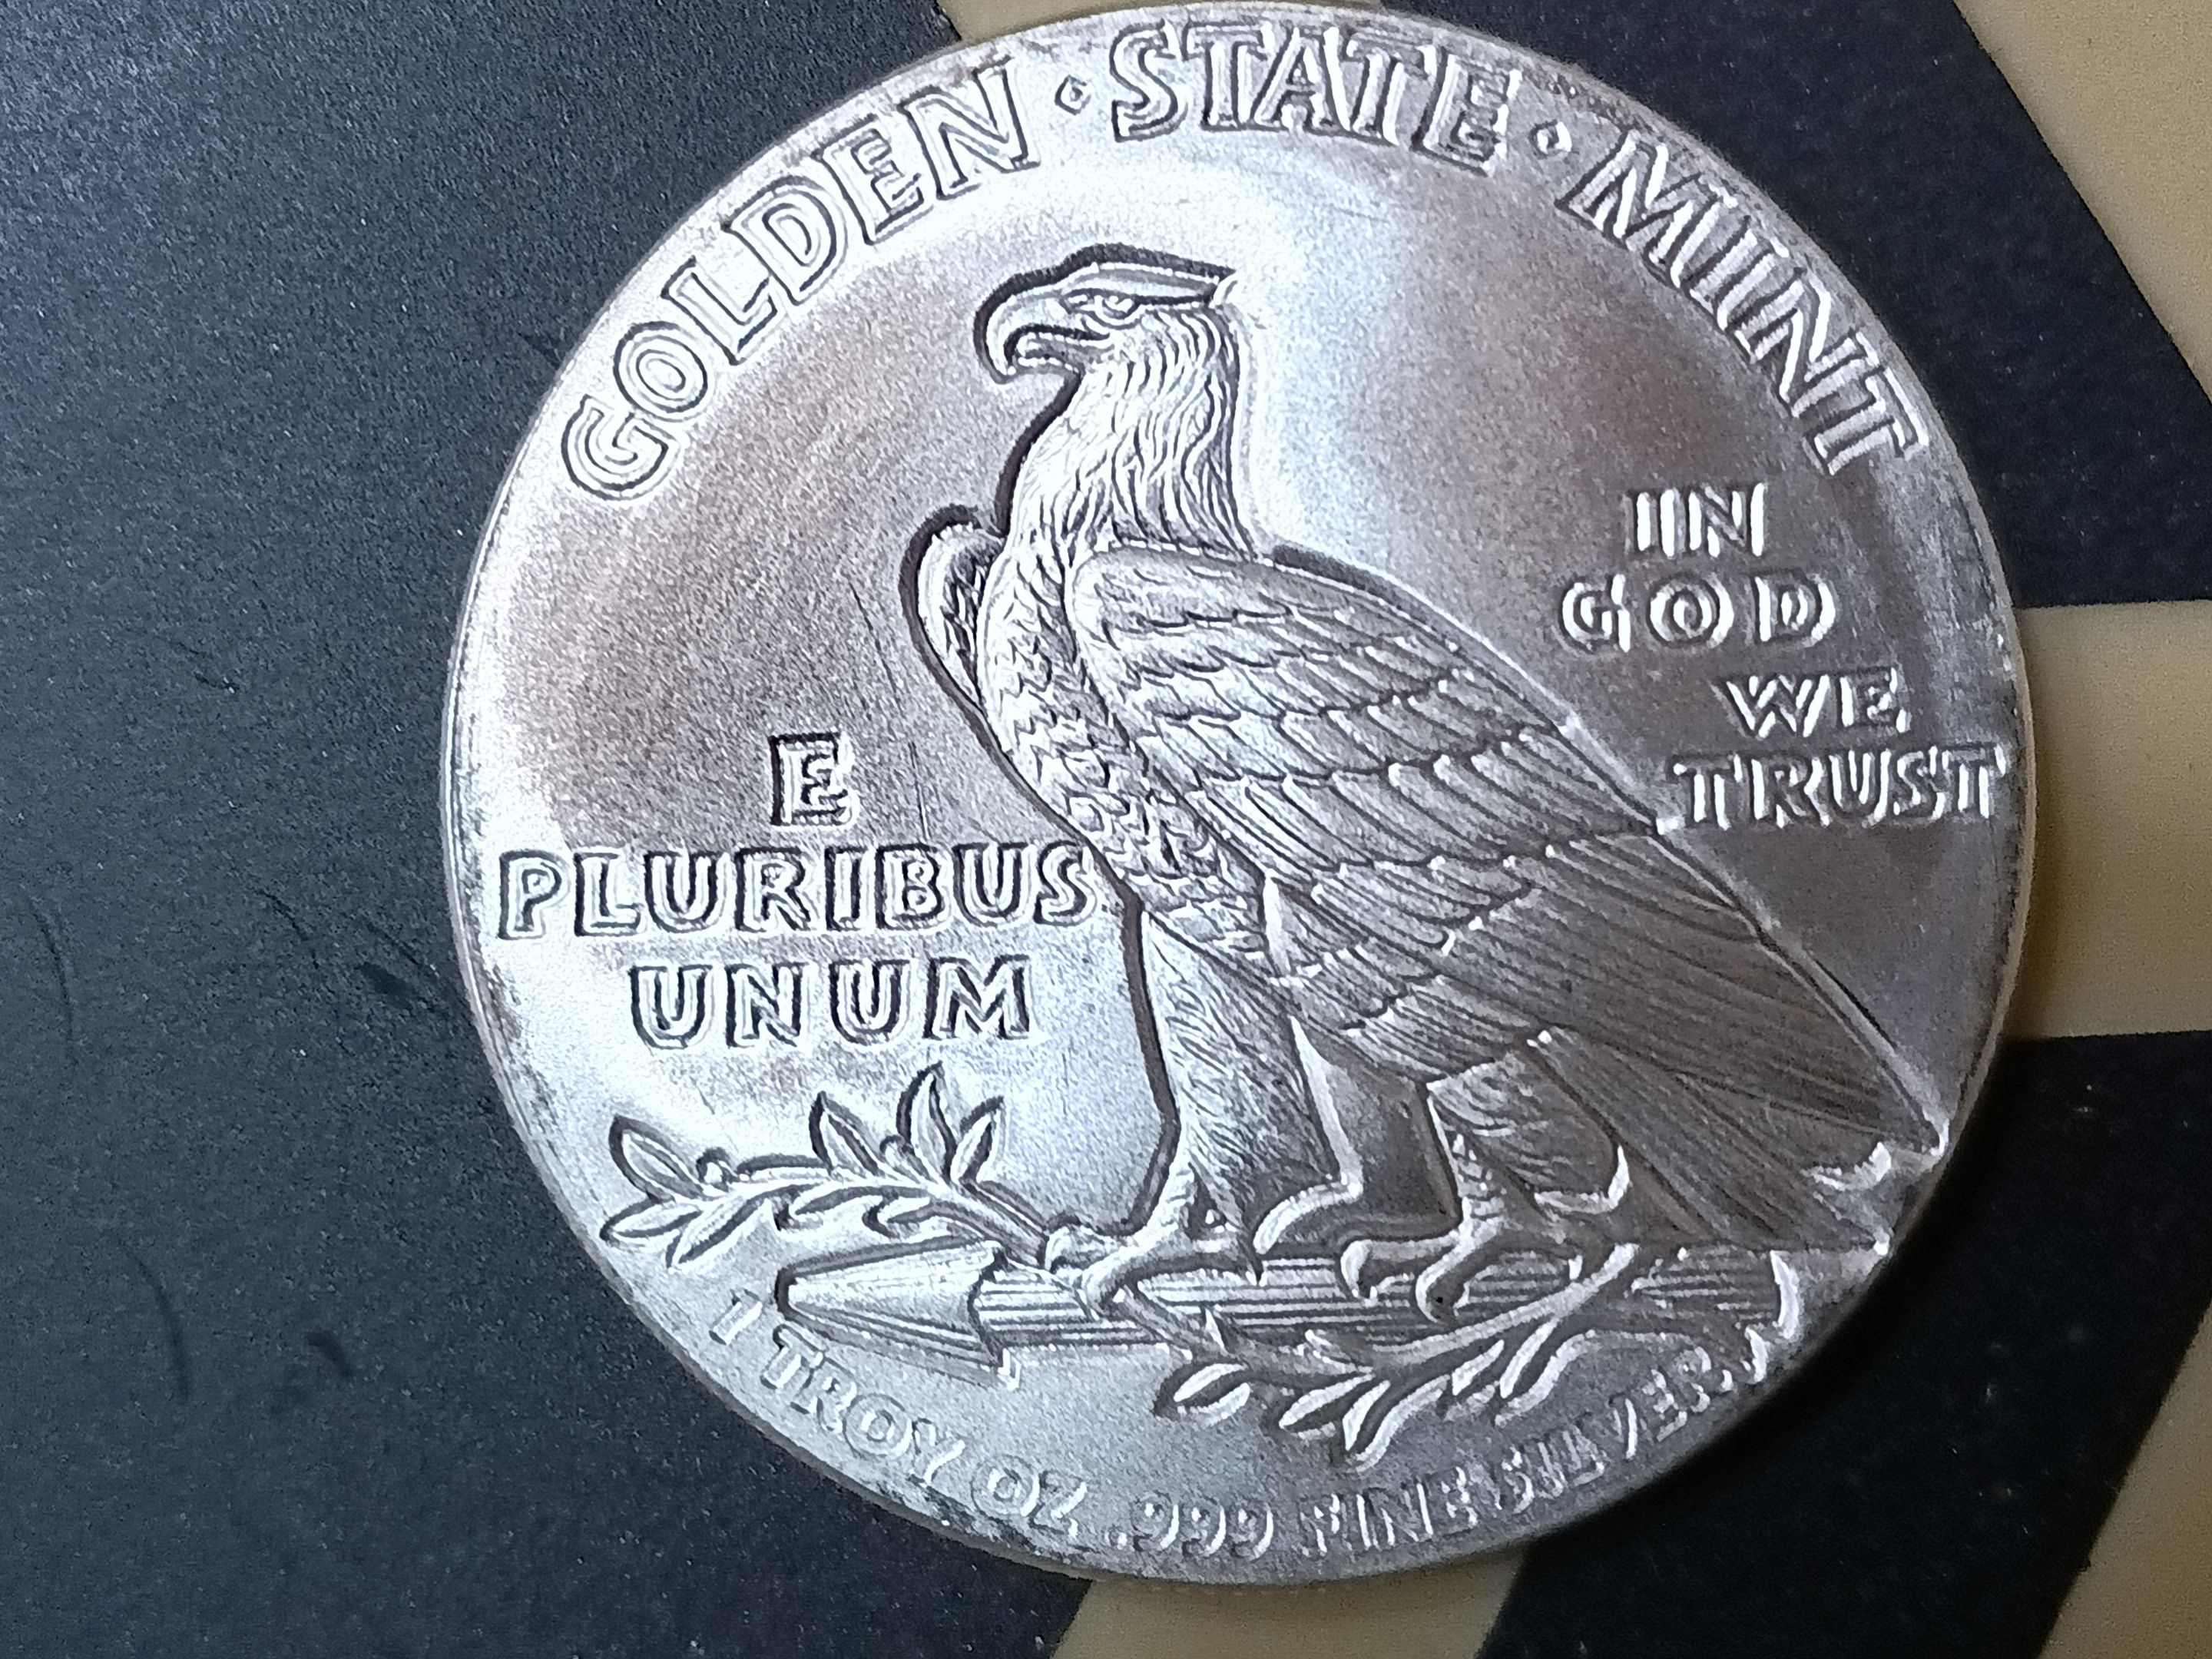 GOLDEN · STATE · MINT
IN
GOD
WE
TRUST
E
PLURIBUS
UNUM
1 TROY OZ .999 FINE SILVER